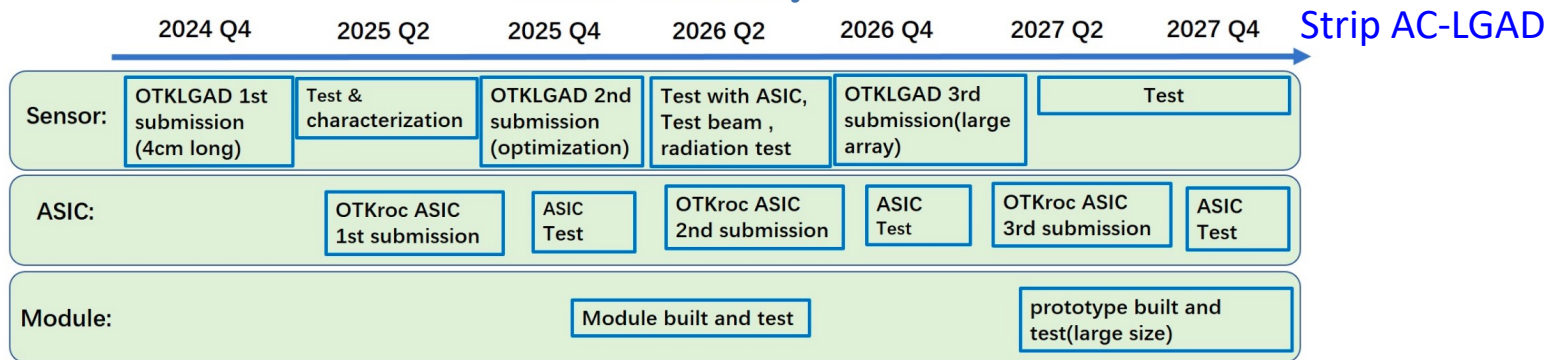 2024 Q4 2025 Q2 2025 Q4 2026 Q2 2026 Q4 2027 Q2 2027 Q4 Strip AC-LGAD
Sensor:
OTKLGAD 1st
submission
(4cm long)
Test &
characterization
OTKLGAD 2nd
submission
(optimization)
Test with ASIC,
Test beam ,
radiation test
OTKLGAD 3rd
submission(large
array)
Test
ASIC:
OTKroc ASIC
1st submission
ASIC
Test
OTKroc ASIC
2nd submission
ASIC
Test
OTKroc ASIC
3rd submission
ASIC
Test
Module:
Module built and test
prototype built and
test(large size)